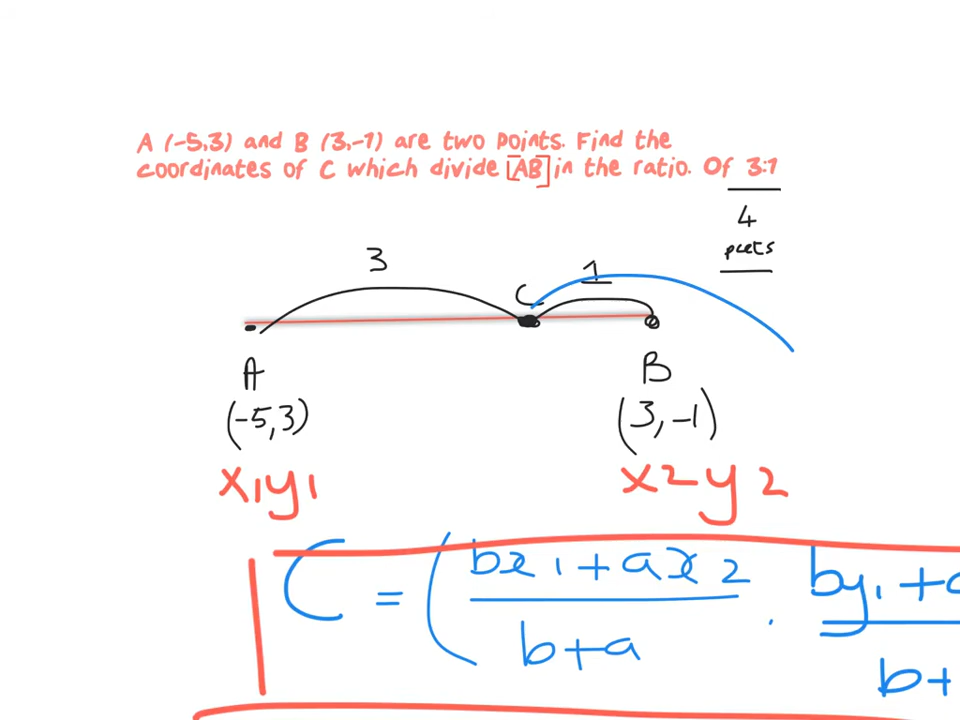 A (-5,3) and B (3,-1) are two points. Find the
coordinates of C which divide [AB] in the ratio. Of 3:1
4
parts
3
1
C
A
B
(-5,3)
(3,-1)
x1y1
x2y2
C = (bx1+ax2 / b+a , by1+a
b+